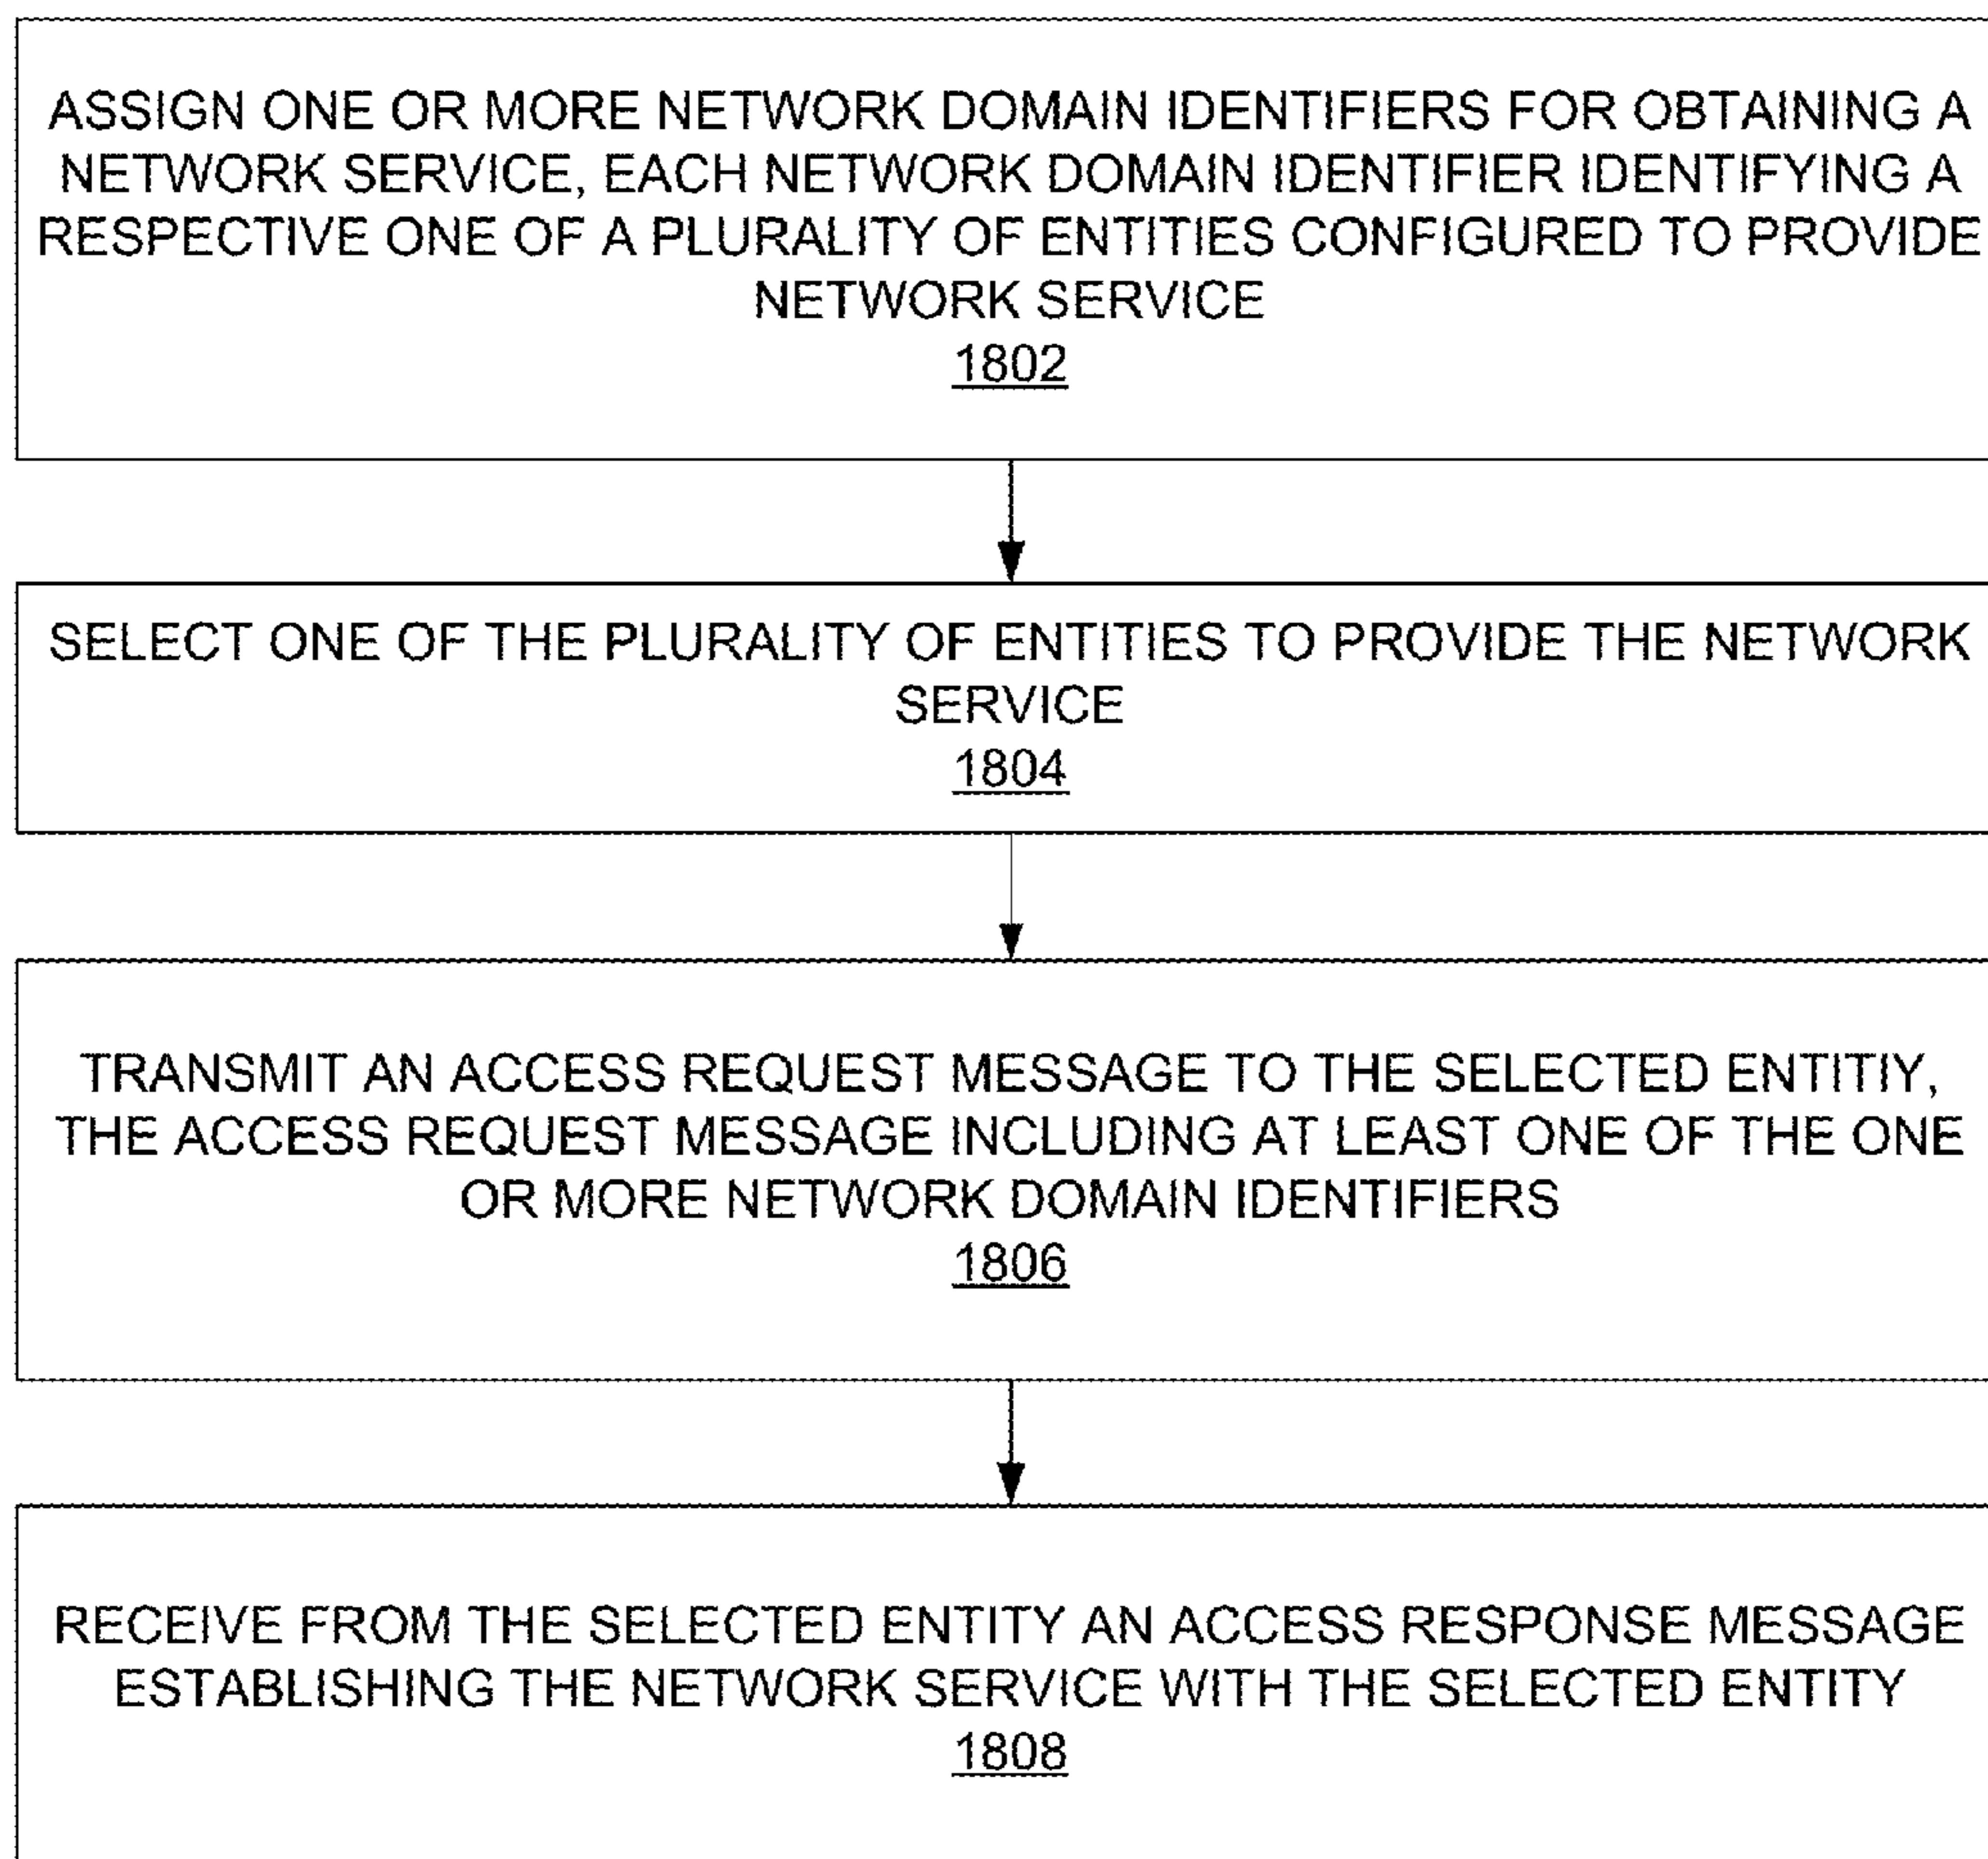 ASSIGN ONE OR MORE NETWORK DOMAIN IDENTIFIERS FOR OBTAINING A
NETWORK SERVICE, EACH NETWORK DOMAIN IDENTIFIER IDENTIFYING A
RESPECTIVE ONE OF A PLURALITY OF ENTITIES CONFIGURED TO PROVIDE
NETWORK SERVICE
1802
SELECT ONE OF THE PLURALITY OF ENTITIES TO PROVIDE THE NETWORK
SERVICE
1804
TRANSMIT AN ACCESS REQUEST MESSAGE TO THE SELECTED ENTITIY,
THE ACCESS REQUEST MESSAGE INCLUDING AT LEAST ONE OF THE ONE
OR MORE NETWORK DOMAIN IDENTIFIERS
1806
RECEIVE FROM THE SELECTED ENTITY AN ACCESS RESPONSE MESSAGE
ESTABLISHING THE NETWORK SERVICE WITH THE SELECTED ENTITY
1808